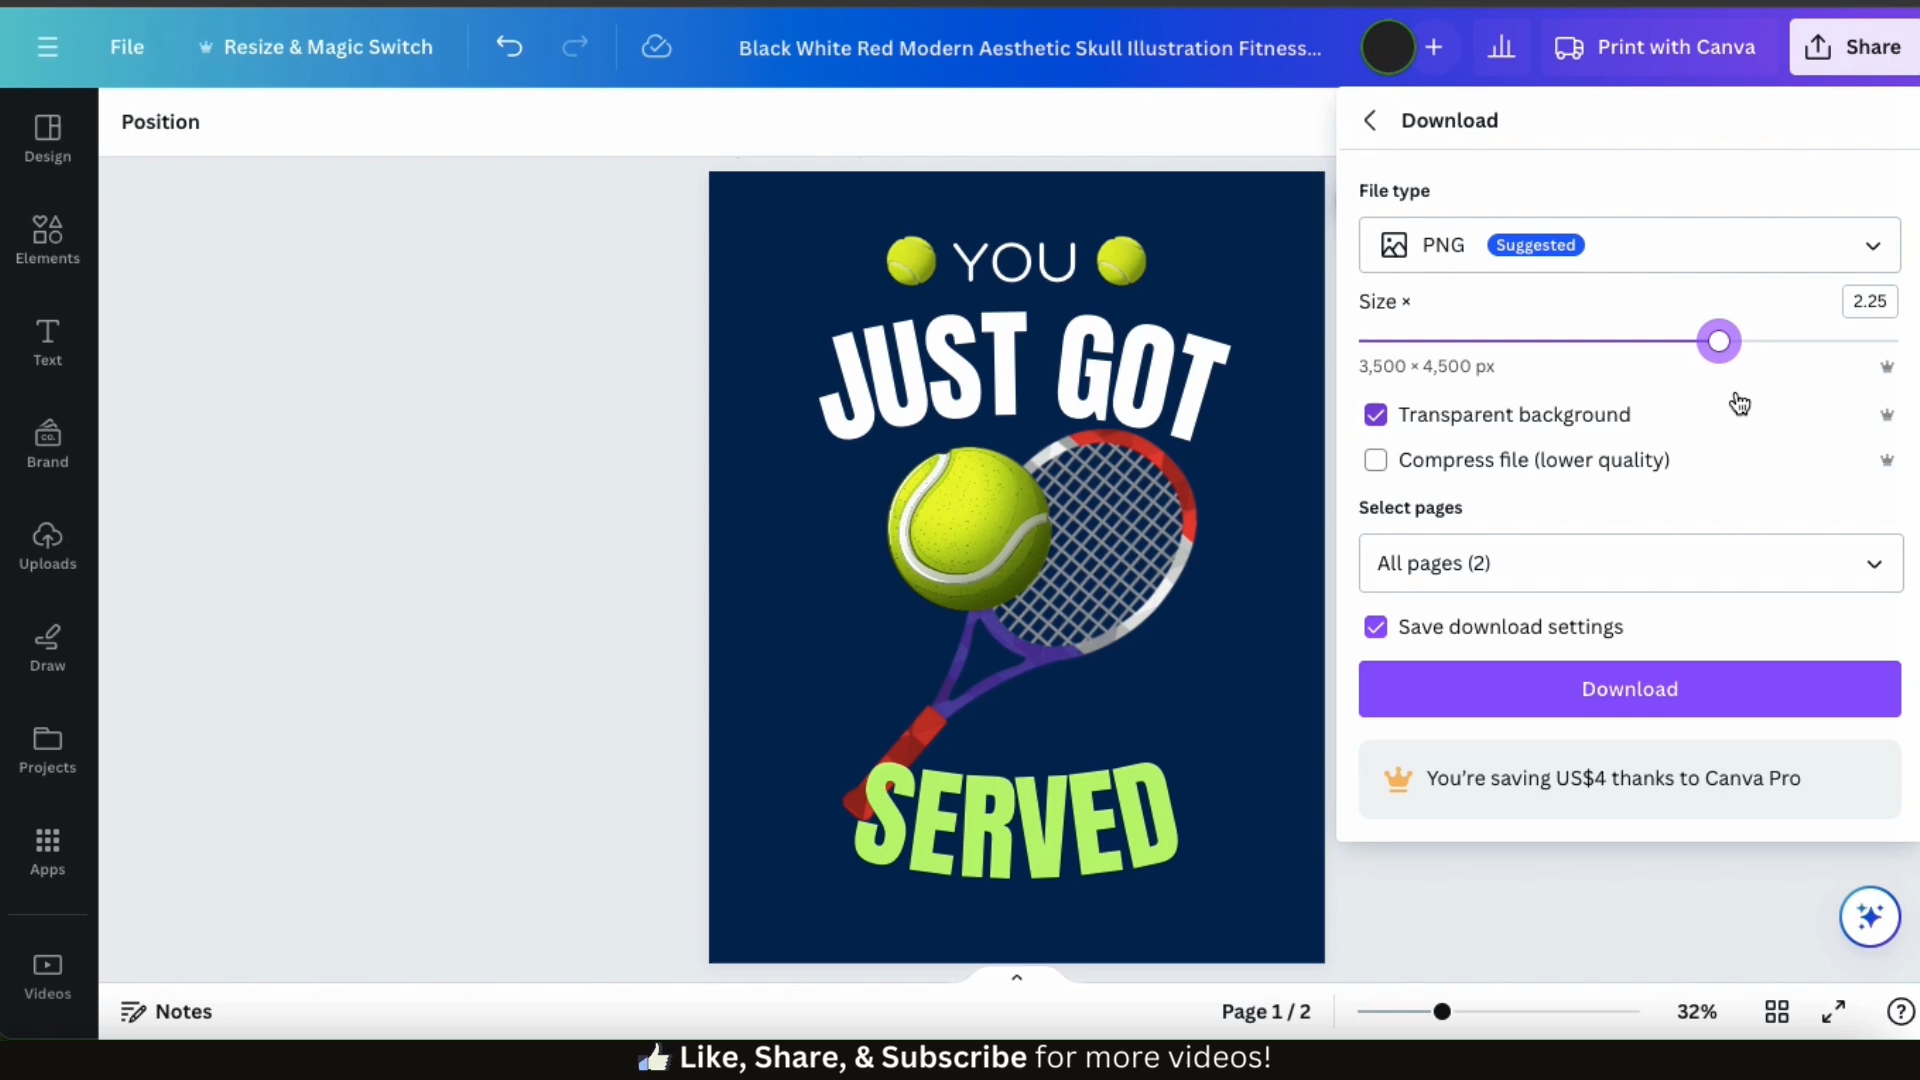 File
Resize & Magic Switch
Black White Red Modern Aesthetic Skull Illustration Fitness...
Print with Canva
Share
Design
Elements
Text
CO.
Brand
Uploads
Draw
Projects
Apps
Videos
Position
YOU
JUST GOT
SERVED
Download
File type
PNG Suggested
Size ×
2.25
3,500 × 4,500 px
Transparent background
Compress file (lower quality)
Select pages
All pages (2)
Save download settings
Download
You’re saving US$4 thanks to Canva Pro
Notes
Page 1 / 2
32%
Like, Share, & Subscribe for more videos!